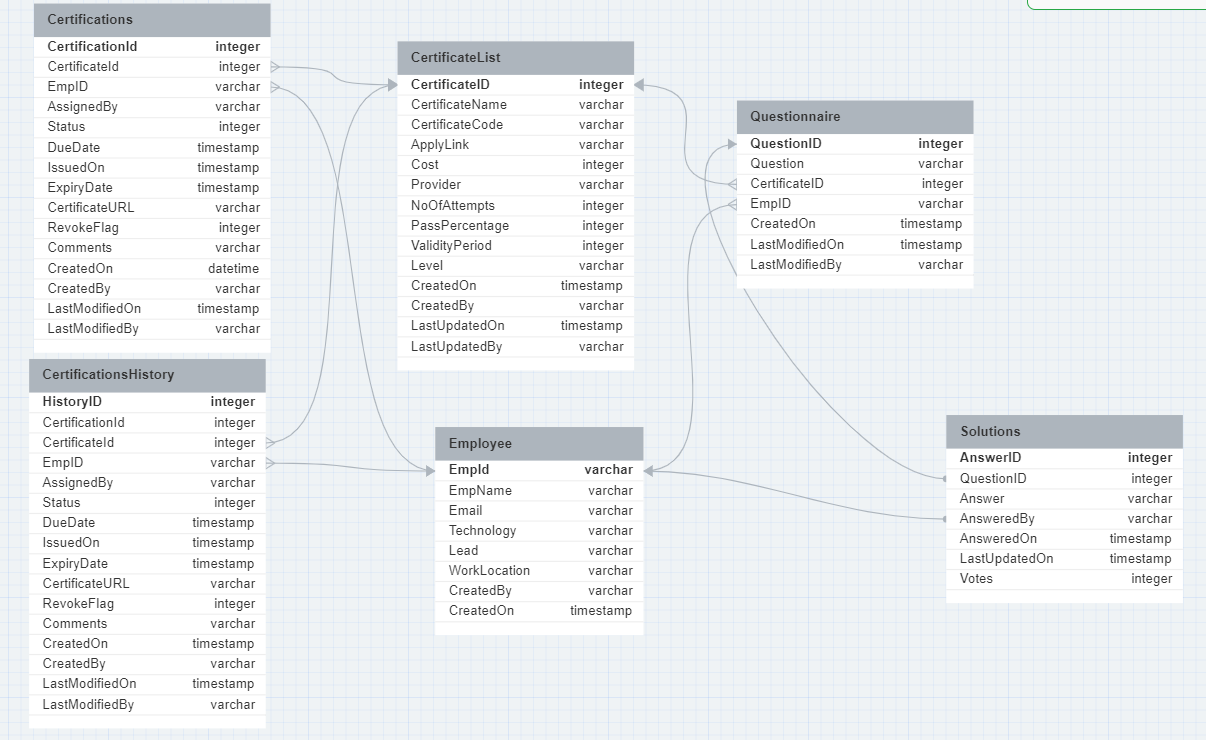 Certifications
CertificationId integer
CertificateId integer
EmpID varchar
AssignedBy varchar
Status integer
DueDate timestamp
IssuedOn timestamp
ExpiryDate timestamp
CertificateURL varchar
RevokeFlag integer
Comments varchar
CreatedOn datetime
CreatedBy varchar
LastModifiedOn timestamp
LastModifiedBy varchar
CertificationsHistory
HistoryID integer
CertificationId integer
CertificateId integer
EmpID varchar
AssignedBy varchar
Status integer
DueDate timestamp
IssuedOn timestamp
ExpiryDate timestamp
CertificateURL varchar
RevokeFlag integer
Comments varchar
CreatedOn timestamp
CreatedBy varchar
LastModifiedOn timestamp
LastModifiedBy varchar
CertificateList
CertificateID integer
CertificateName varchar
CertificateCode varchar
ApplyLink varchar
Cost integer
Provider varchar
NoOfAttempts integer
PassPercentage integer
ValidityPeriod integer
Level varchar
CreatedOn timestamp
CreatedBy varchar
LastUpdatedOn timestamp
LastUpdatedBy varchar
Employee
EmpId varchar
EmpName varchar
Email varchar
Technology varchar
Lead varchar
WorkLocation varchar
CreatedBy varchar
CreatedOn timestamp
Questionnaire
QuestionID integer
Question varchar
CertificateID integer
EmpID varchar
CreatedOn timestamp
LastModifiedOn timestamp
LastModifiedBy varchar
Solutions
AnswerID integer
QuestionID integer
Answer varchar
AnsweredBy varchar
AnsweredOn timestamp
LastUpdatedOn timestamp
Votes integer